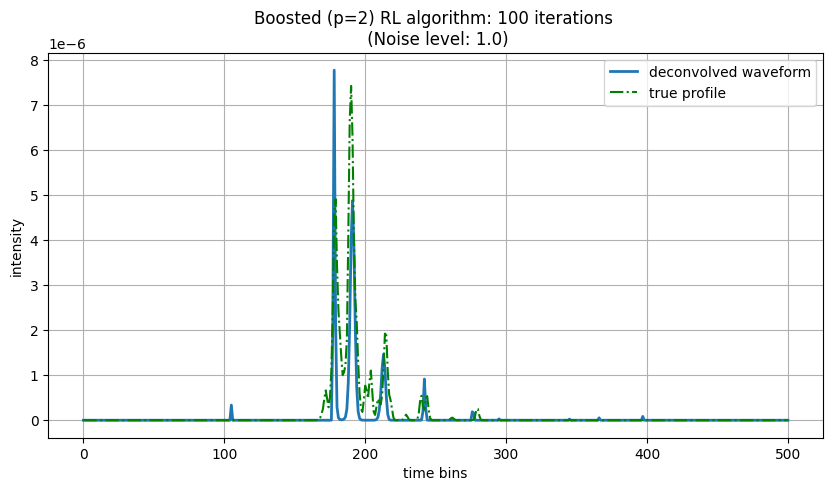 Boosted (p=2) RL algorithm: 100 iterations
(Noise level: 1.0)
1e−6
8
7
6
5
4
3
2
1
0
intensity
deconvolved waveform
true profile
0 100 200 300 400 500
time bins